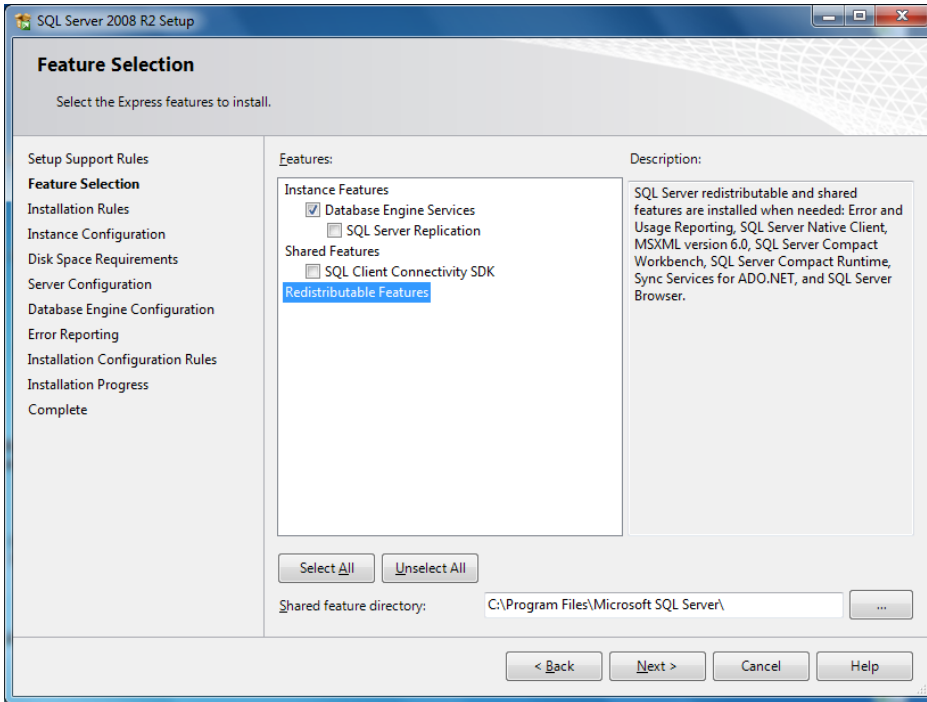 SQL Server 2008 R2 Setup
Feature Selection
Select the Express features to install.
Setup Support Rules
Feature Selection
Installation Rules
Instance Configuration
Disk Space Requirements
Server Configuration
Database Engine Configuration
Error Reporting
Installation Configuration Rules
Installation Progress
Complete
Features:
Instance Features
Database Engine Services
SQL Server Replication
Shared Features
SQL Client Connectivity SDK
Redistributable Features
Description:
SQL Server redistributable and shared
features are installed when needed: Error and
Usage Reporting, SQL Server Native Client,
MSXML version 6.0, SQL Server Compact
Workbench, SQL Server Compact Runtime,
Sync Services for ADO.NET, and SQL Server
Browser.
Select All
Unselect All
Shared feature directory:
C:\Program Files\Microsoft SQL Server\
...
< Back
Next >
Cancel
Help